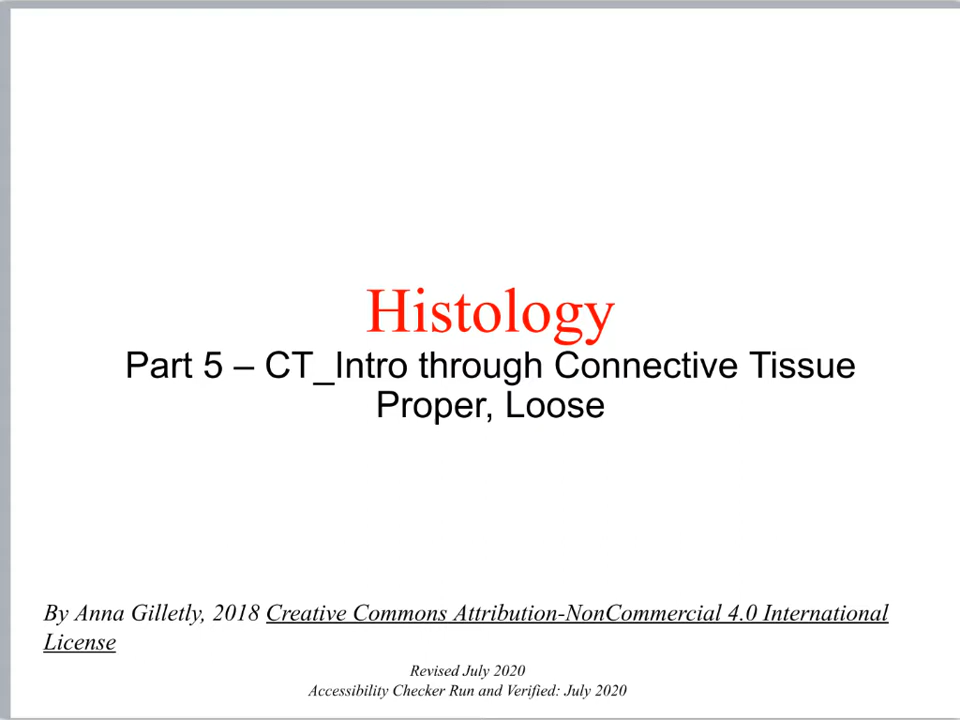 Histology
Part 5 – CT_Intro through Connective Tissue
Proper, Loose
By Anna Gilletly, 2018 Creative Commons Attribution-NonCommercial 4.0 International
License
Revised July 2020
Accessibility Checker Run and Verified: July 2020